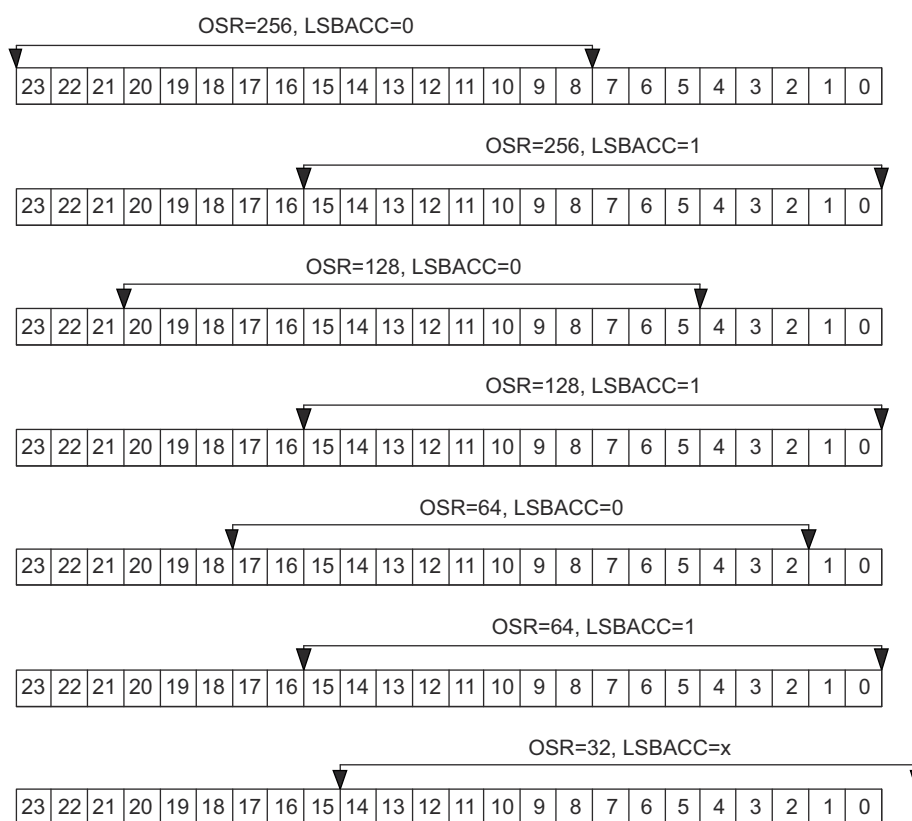 OSR=256, LSBACC=0
23 22 21 20 19 18 17 16 15 14 13 12 11 10 9 8 7 6 5 4 3 2 1 0
OSR=256, LSBACC=1
23 22 21 20 19 18 17 16 15 14 13 12 11 10 9 8 7 6 5 4 3 2 1 0
OSR=128, LSBACC=0
23 22 21 20 19 18 17 16 15 14 13 12 11 10 9 8 7 6 5 4 3 2 1 0
OSR=128, LSBACC=1
23 22 21 20 19 18 17 16 15 14 13 12 11 10 9 8 7 6 5 4 3 2 1 0
OSR=64, LSBACC=0
23 22 21 20 19 18 17 16 15 14 13 12 11 10 9 8 7 6 5 4 3 2 1 0
OSR=64, LSBACC=1
23 22 21 20 19 18 17 16 15 14 13 12 11 10 9 8 7 6 5 4 3 2 1 0
OSR=32, LSBACC=x
23 22 21 20 19 18 17 16 15 14 13 12 11 10 9 8 7 6 5 4 3 2 1 0